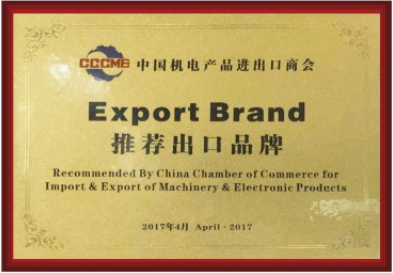 CCCME 中国机电产品进出口商会
Export Brand
推荐出口品牌
Recommended By China Chamber of Commerce for
Import & Export of Machinery & Electronic Products
2017年4月 April · 2017